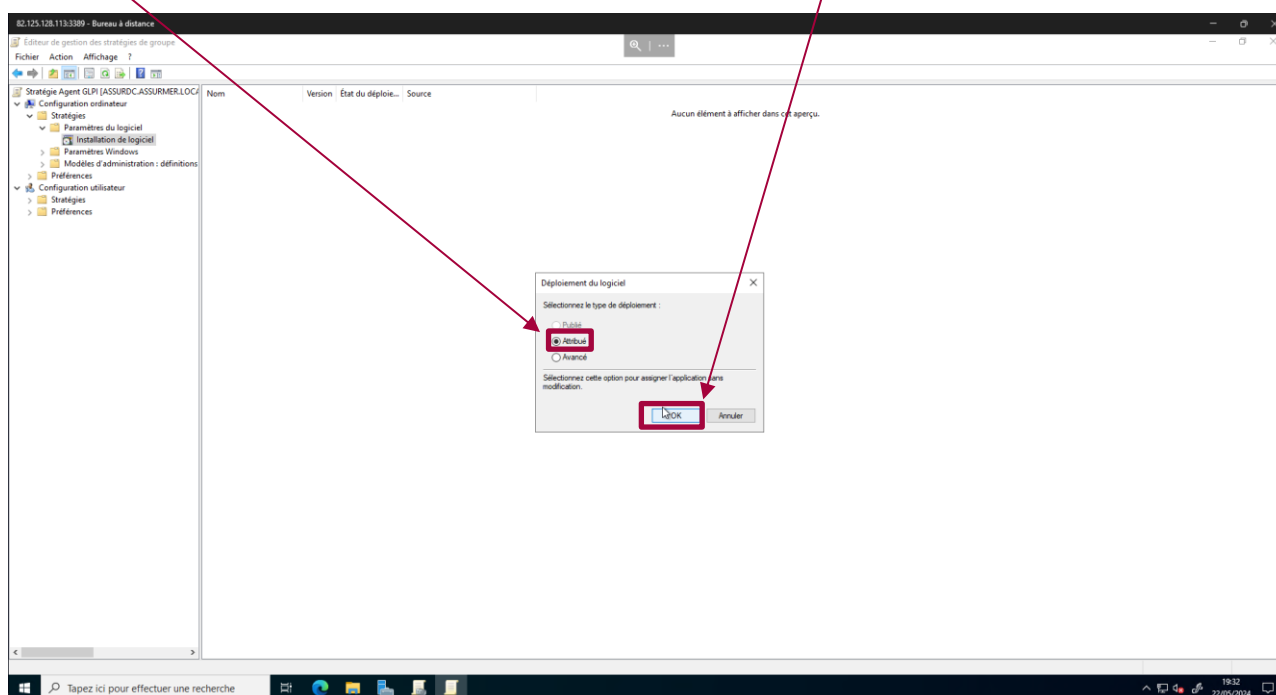 82.125.128.113:3389 - Bureau à distance
Éditeur de gestion des stratégies de groupe
Fichier Action Affichage ?
Stratégie Agent GLPI [ASSURDC.ASSURMER.LOCA
Configuration ordinateur
Stratégies
Paramètres du logiciel
Installation de logiciel
Paramètres Windows
Modèles d'administration : définitions
Préférences
Configuration utilisateur
Stratégies
Préférences
Nom Version État du déploie... Source
Aucun élément à afficher dans cet aperçu.
Déploiement du logiciel
Sélectionnez le type de déploiement :
Publié
Attribué
Avancé
Sélectionnez cette option pour assigner l'application sans
modification.
OK Annuler
Tapez ici pour effectuer une recherche
19:32
22/05/2024